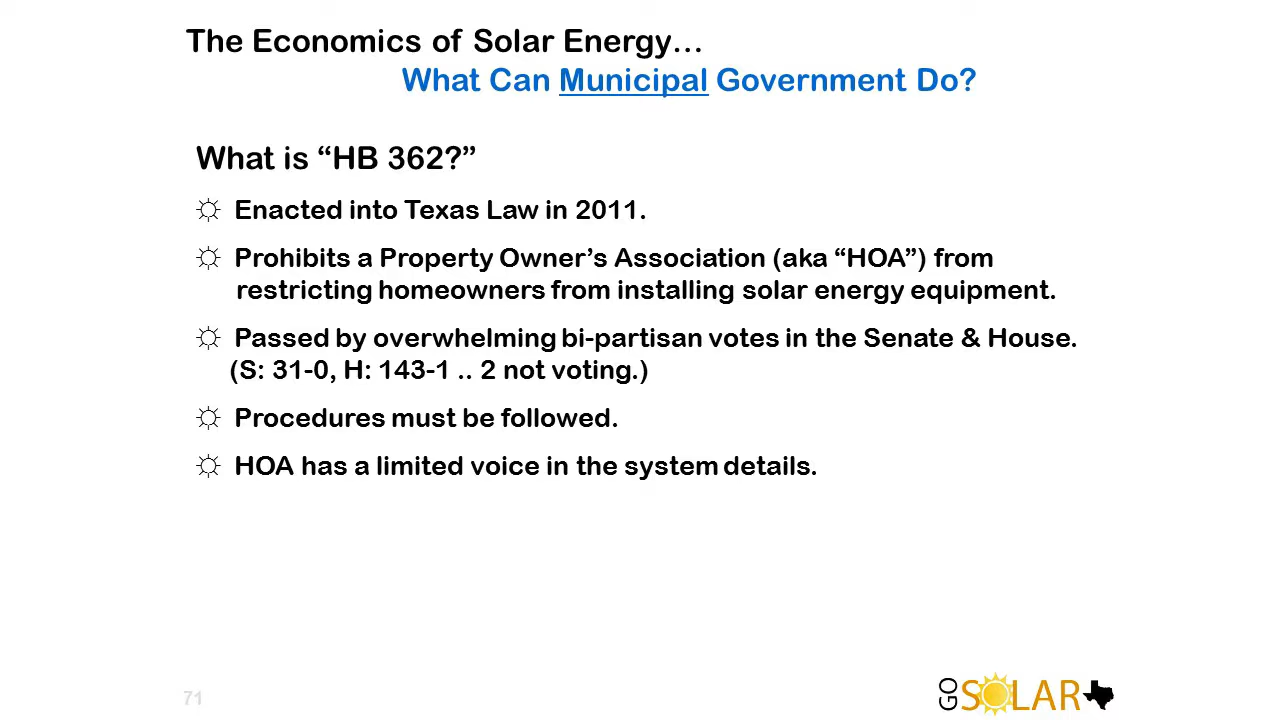 The Economics of Solar Energy…
What Can Municipal Government Do?
What is “HB 362?”
☼ Enacted into Texas Law in 2011.
☼ Prohibits a Property Owner’s Association (aka “HOA”) from
restricting homeowners from installing solar energy equipment.
☼ Passed by overwhelming bi-partisan votes in the Senate & House.
(S: 31-0, H: 143-1 .. 2 not voting.)
☼ Procedures must be followed.
☼ HOA has a limited voice in the system details.
71
GO SOLAR